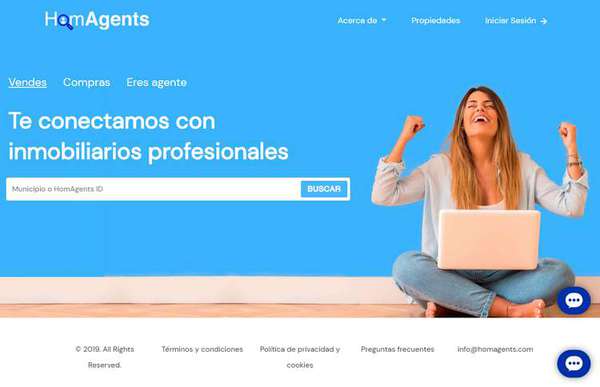 HomAgents
Acerca de
Propiedades
Iniciar Sesión
Vendes
Compras
Eres agente
Te conectamos con
inmobiliarios profesionales
Municipio o HomAgents ID
BUSCAR
© 2019. All Rights
Reserved.
Términos y condiciones
Política de privacidad y
cookies
Preguntas frecuentes
info@homagents.com